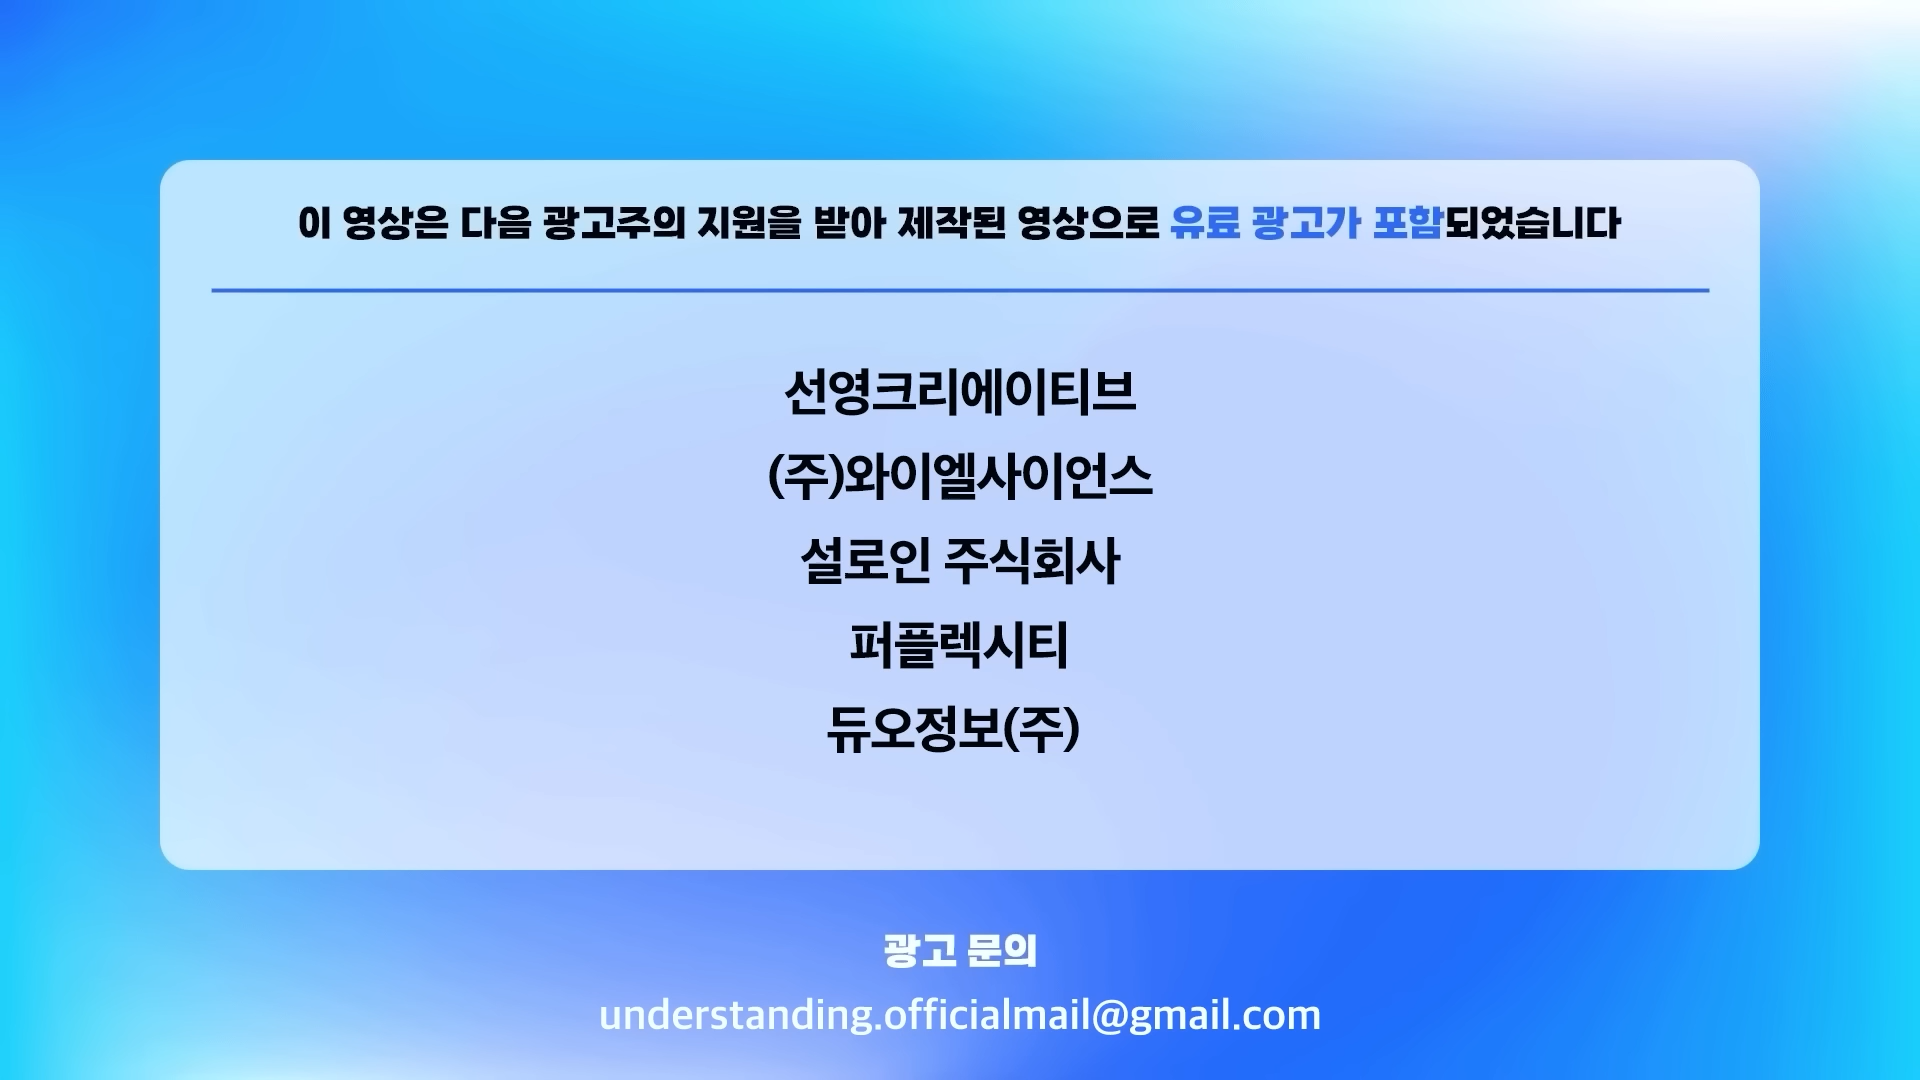 이 영상은 다음 광고주의 지원을 받아 제작된 영상으로 유료 광고가 포함되었습니다
선영크리에이티브
(주)와이엘사이언스
설로인 주식회사
퍼플렉시티
듀오정보(주)
광고 문의
understanding.officialmail@gmail.com